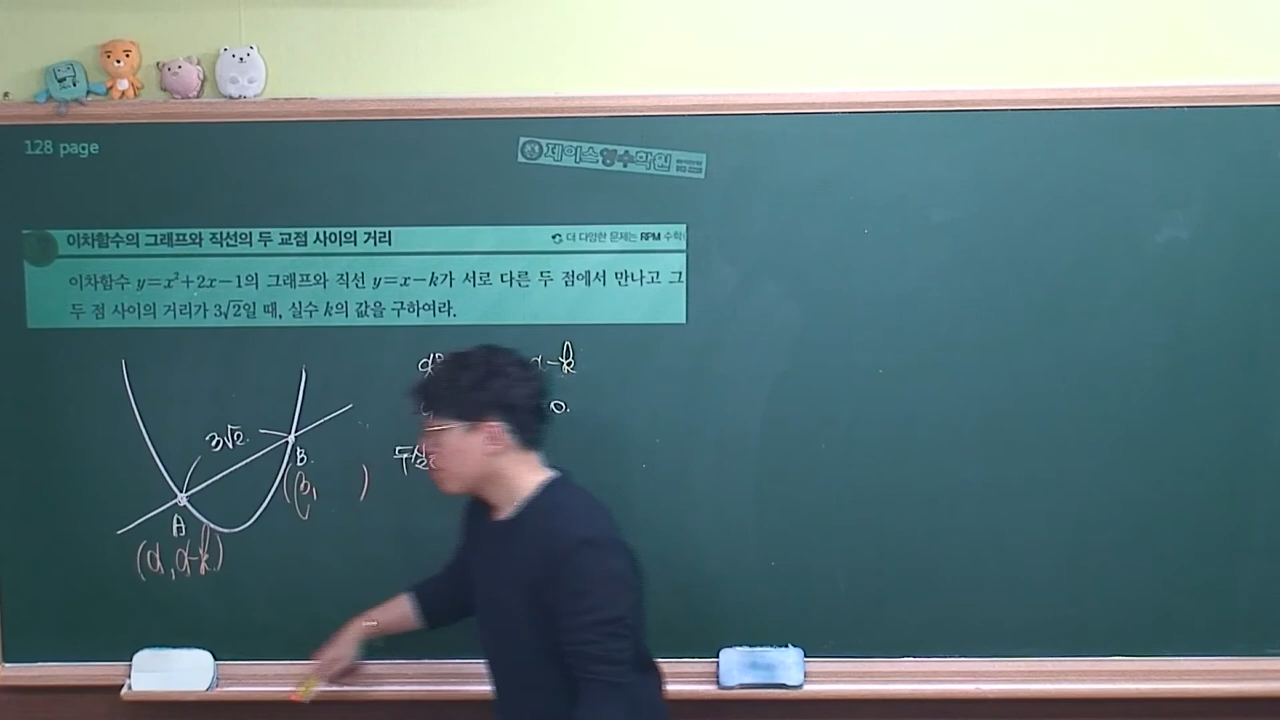 128 page
제이스영수학원
이차함수의 그래프와 직선의 두 교점 사이의 거리
더 다양한 문제는 RPM 수학
이차함수 y=x²+2x-1의 그래프와 직선 y=x-k가 서로 다른 두 점에서 만나고 그
두 점 사이의 거리가 3√2일 때, 실수 k의 값을 구하여라.
x-k
0.
3√2
두실
B.
(β,    )
A
(α, α-k)